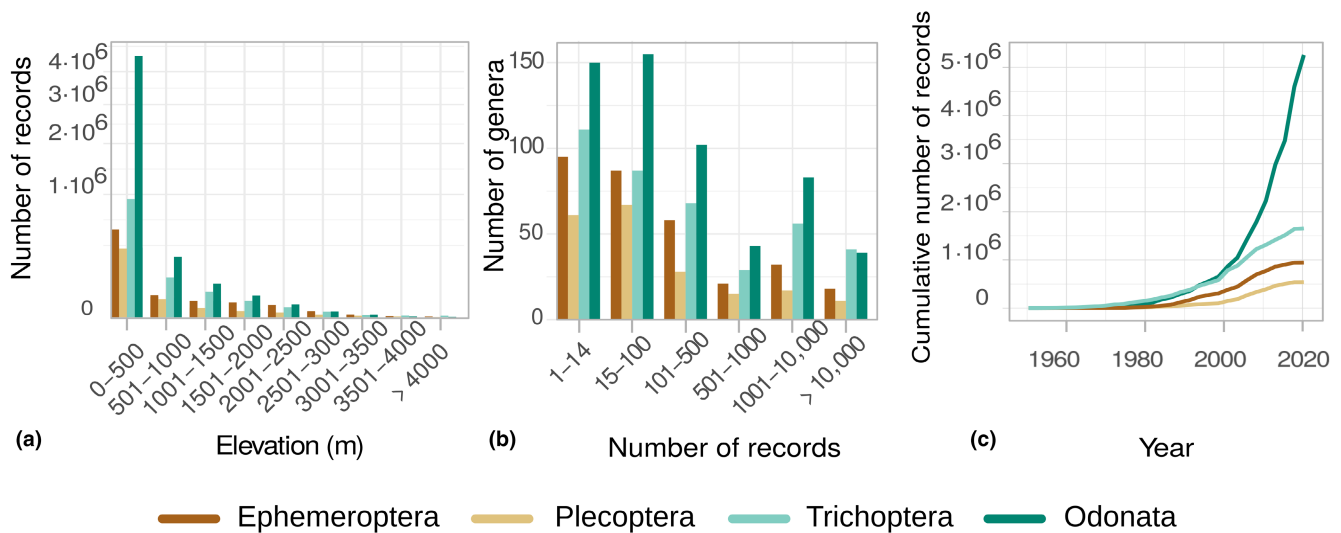 Number of records
4·10⁶
3·10⁶
2·10⁶
1·10⁶
0
0–500
501–1000
1001–1500
1501–2000
2001–2500
2501–3000
3001–3500
3501–4000
> 4000
(a)
Elevation (m)
Number of genera
150
100
50
0
1–14
15–100
101–500
501–1000
1001–10,000
> 10,000
(b)
Number of records
Cumulative number of records
5·10⁶
4·10⁶
3·10⁶
2·10⁶
1·10⁶
0
1960
1980
2000
2020
(c)
Year
Ephemeroptera
Plecoptera
Trichoptera
Odonata